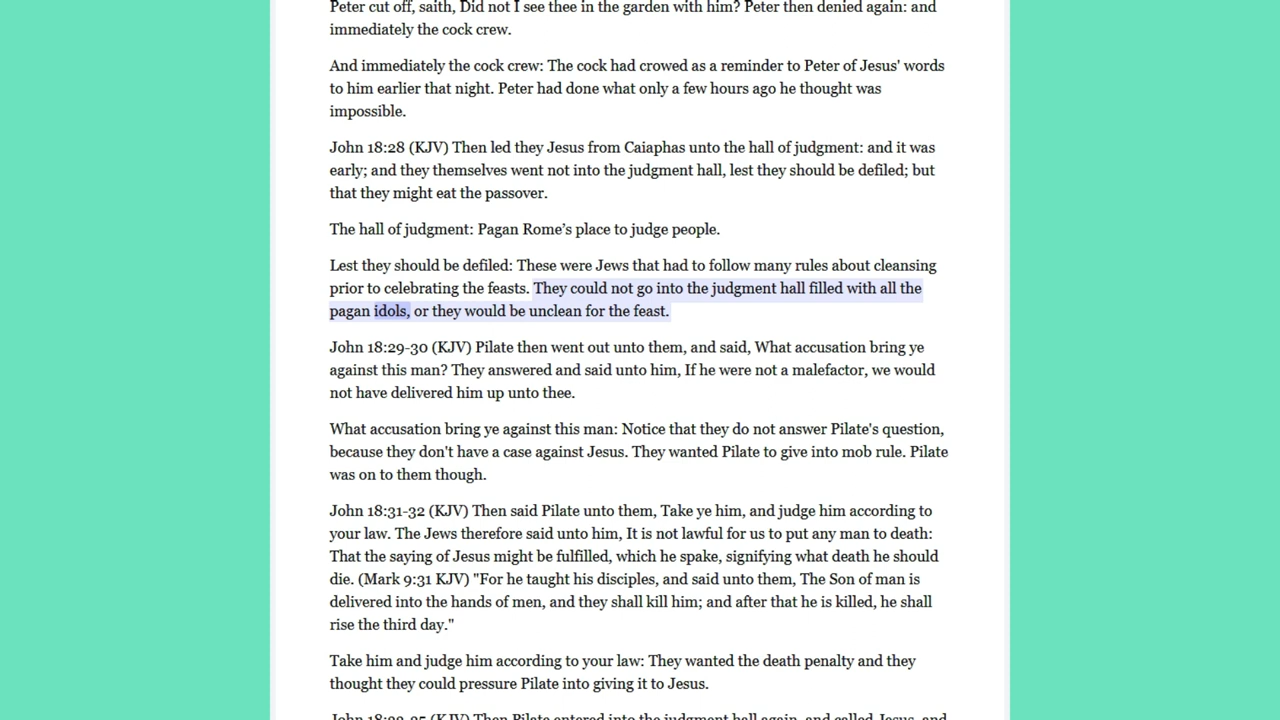 Peter cut off, saith, Did not I see thee in the garden with him? Peter then denied again: and
immediately the cock crew.
And immediately the cock crew: The cock had crowed as a reminder to Peter of Jesus' words
to him earlier that night. Peter had done what only a few hours ago he thought was
impossible.
John 18:28 (KJV) Then led they Jesus from Caiaphas unto the hall of judgment: and it was
early; and they themselves went not into the judgment hall, lest they should be defiled; but
that they might eat the passover.
The hall of judgment: Pagan Rome’s place to judge people.
Lest they should be defiled: These were Jews that had to follow many rules about cleansing
prior to celebrating the feasts. They could not go into the judgment hall filled with all the
pagan idols, or they would be unclean for the feast.
John 18:29-30 (KJV) Pilate then went out unto them, and said, What accusation bring ye
against this man? They answered and said unto him, If he were not a malefactor, we would
not have delivered him up unto thee.
What accusation bring ye against this man: Notice that they do not answer Pilate's question,
because they don't have a case against Jesus. They wanted Pilate to give into mob rule. Pilate
was on to them though.
John 18:31-32 (KJV) Then said Pilate unto them, Take ye him, and judge him according to
your law. The Jews therefore said unto him, It is not lawful for us to put any man to death:
That the saying of Jesus might be fulfilled, which he spake, signifying what death he should
die. (Mark 9:31 KJV) "For he taught his disciples, and said unto them, The Son of man is
delivered into the hands of men, and they shall kill him; and after that he is killed, he shall
rise the third day."
Take him and judge him according to your law: They wanted the death penalty and they
thought they could pressure Pilate into giving it to Jesus.
John 18:33-35 (KJV) Then Pilate entered into the judgment hall again, and called Jesus, and